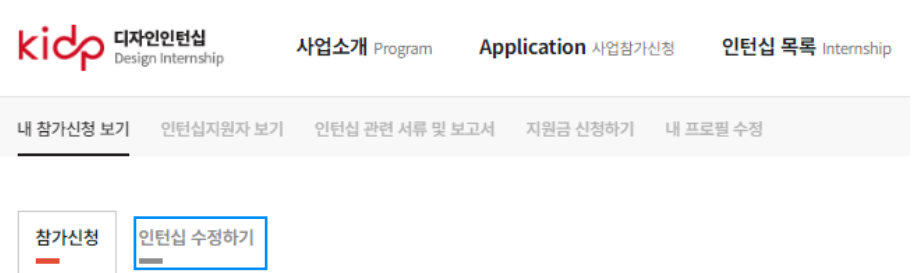 kidp 디자인인턴십
Design Internship
사업소개 Program Application 사업참가신청 인턴십 목록 Internship
내 참가신청 보기 인턴십지원자 보기 인턴십 관련 서류 및 보고서 지원금 신청하기 내 프로필 수정
참가신청 인턴십 수정하기